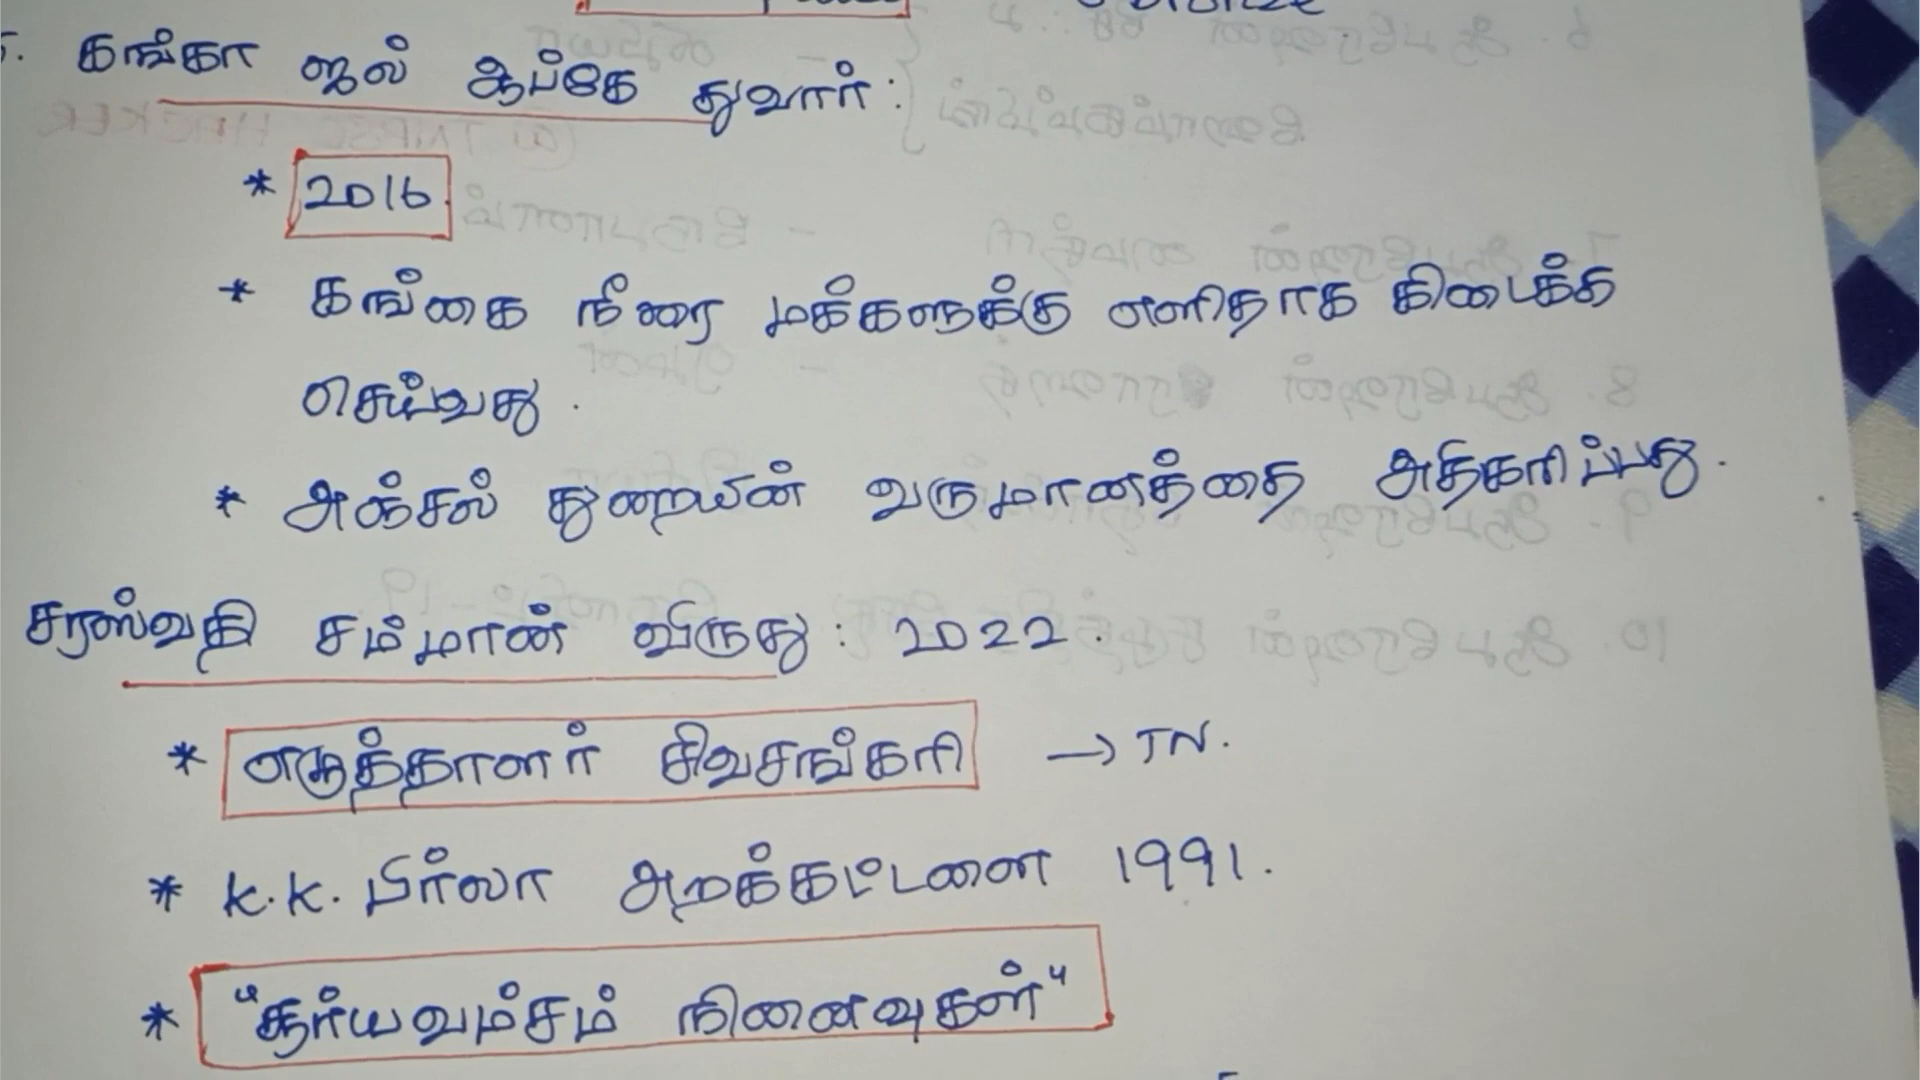 5. கங்கா ஜல் ஆப்கே துவார் :
* 2016
* கங்கை நீரை மக்களுக்கு எளிதாக கிடைக்க
செய்வது.
* அஞ்சல் துறையின் வருமானத்தை அதிகரிப்பது.
சரஸ்வதி சம்மான் விருது : 2022.
* எழுத்தாளர் சிவசங்கரி → TN.
* K.K. பிர்லா அறக்கட்டளை 1991.
* "சூர்யவம்சம் நினைவுகள்"